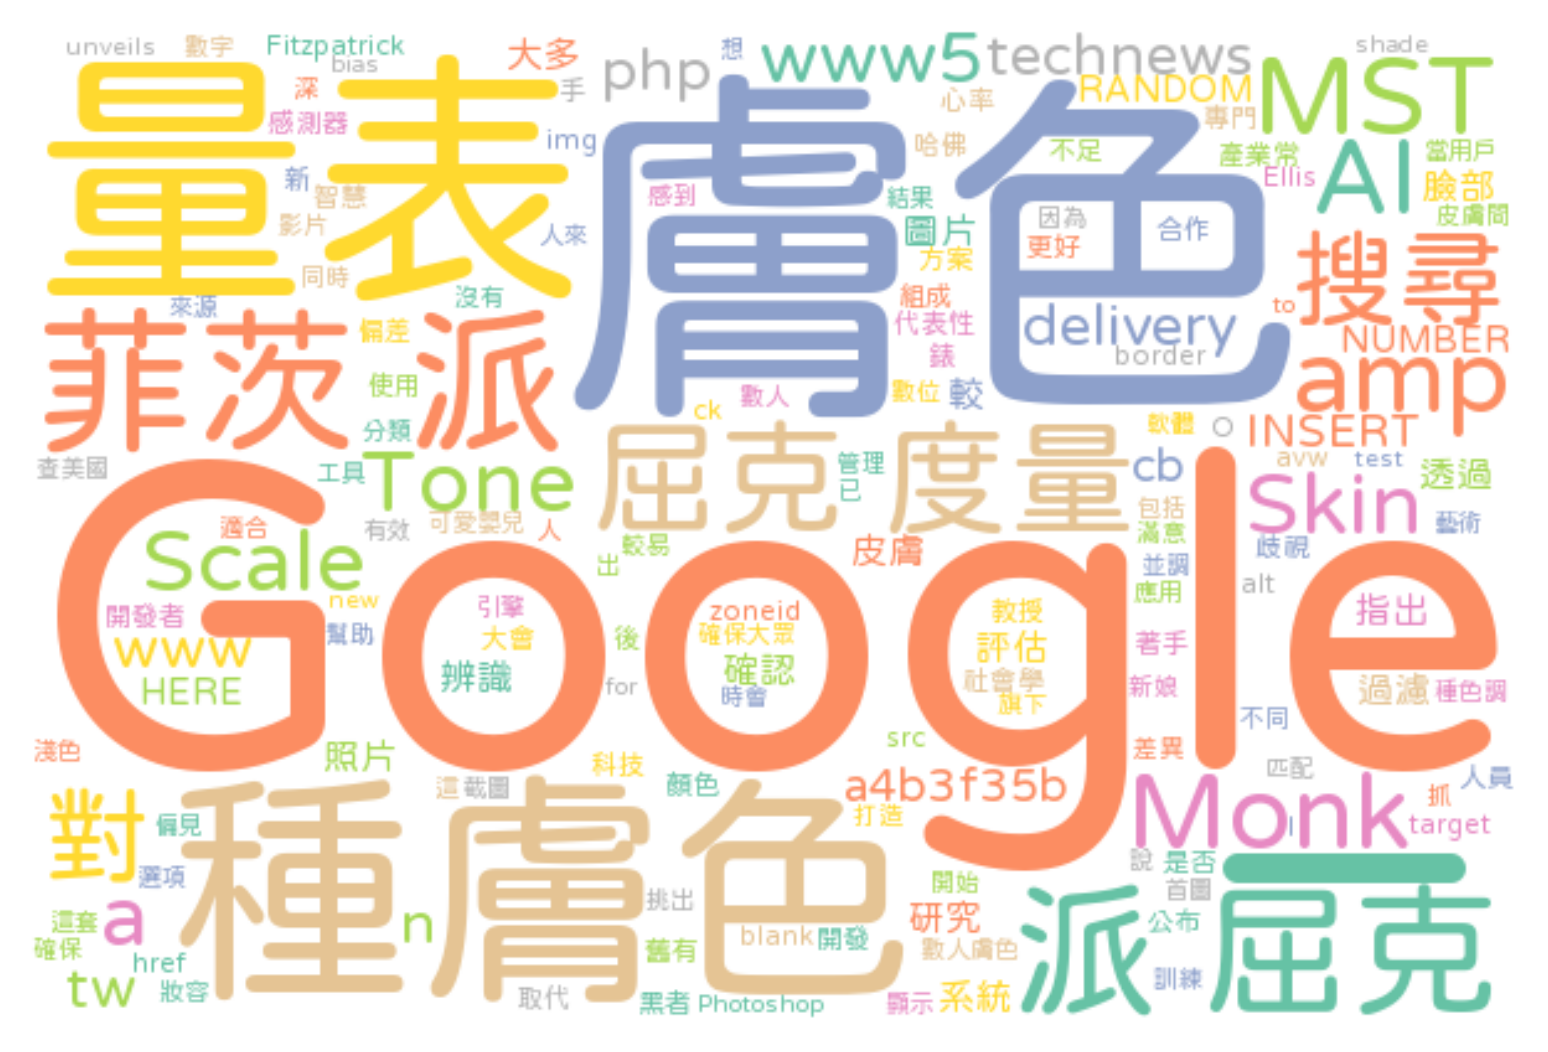 unveils 數字 Fitzpatrick 大多 php 想 www5 technews shade
bias 深 手 心率 RANDOM 專門 MST
量表 感測器 img 膚色 哈佛 不足 產業常 當用戶
新 智慧 感到 結果 Ellis AI 臉部
影片 人來 圖片 因為 合作 皮膚間
同時 方案 更好 搜尋
來源 沒有 組成 to
菲茨派 偏差 代表性 delivery NUMBER
錶 border
使用 數人 數位 較 amp
ck
分類 屈克 度量 軟體 O INSERT
查美國 工具 Tone 管理 cb avw test 透過
已 Skin
Scale 適合 有效 可愛嬰兒 人 包括 藝術
較易 皮膚 滿意 歧視
Google 出 並調
new 引擎 zoneid 教授 應用 alt
開發者 幫助 大會 後 確保大眾 評估 著手 指出
www 辨識 確認 社會學
HERE for 時會 旗下 新娘 過濾 種色調
不同
淺色 照片 科技 src 差異
這 截圖 顏色 a4b3f35b 匹配 人員
對 偏見 種膚色 打造 Monk 抓
l target
選項 說 是否
挑出 開始 首圖 一
這套 a n 研究 派屈克 公布
確保 blank 開發 數人膚色
href 舊有
tw 妝容 取代 黑者 Photoshop 顯示 系統 訓練